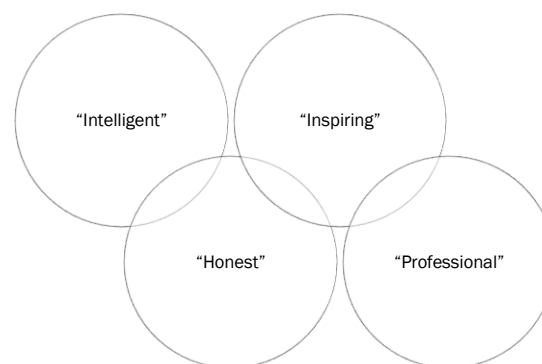 “Intelligent”
“Inspiring”
“Honest”
“Professional”